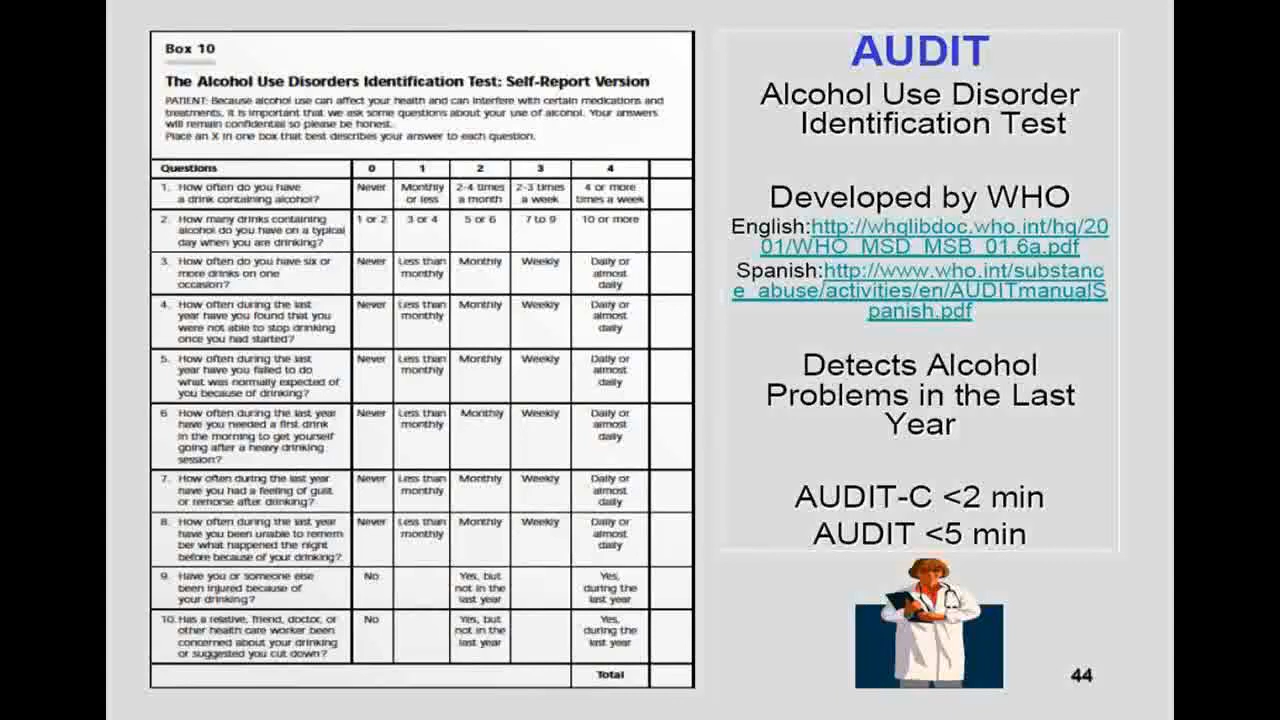 Box 10
The Alcohol Use Disorders Identification Test: Self-Report Version
PATIENT: Because alcohol use can affect your health and can interfere with certain medications and
treatments, it is important that we ask some questions about your use of alcohol. Your answers
will remain confidential so please be honest.
Place an X in one box that best describes your answer to each question.
Questions 0 1 2 3 4
1. How often do you have Never Monthly 2-4 times 2-3 times 4 or more
a drink containing alcohol? or less a month a week times a week
2. How many drinks containing 1 or 2 3 or 4 5 or 6 7 to 9 10 or more
alcohol do you have on a typical
day when you are drinking?
3. How often do you have six or Never Less than Monthly Weekly Daily or
more drinks on one monthly almost
occasion? daily
4. How often during the last Never Less than Monthly Weekly Daily or
year have you found that you monthly almost
were not able to stop drinking daily
once you had started?
5. How often during the last Never Less than Monthly Weekly Daily or
year have you failed to do monthly almost
what was normally expected of daily
you because of drinking?
6 How often during the last year Never Less than Monthly Weekly Daily or
have you needed a first drink monthly almost
in the morning to get yourself daily
going after a heavy drinking
session?
7. How often during the last year Never Less than Monthly Weekly Daily or
have you had a feeling of guilt monthly almost
or remorse after drinking? daily
8. How often during the last year Never Less than Monthly Weekly Daily or
have you been unable to remem monthly almost
ber what happened the night daily
before because of your drinking?
9. Have you or someone else No Yes, but Yes,
been injured because of not in the during the
your drinking? last year last year
10. Has a relative, friend, doctor, or No Yes, but Yes,
other health care worker been not in the during the
concerned about your drinking last year last year
or suggested you cut down?
Total
AUDIT
Alcohol Use Disorder
Identification Test
Developed by WHO
English:http://whqlibdoc.who.int/hq/20
01/WHO_MSD_MSB_01.6a.pdf
Spanish:http://www.who.int/substanc
e_abuse/activities/en/AUDITmanualS
panish.pdf
Detects Alcohol
Problems in the Last
Year
AUDIT-C <2 min
AUDIT <5 min
44